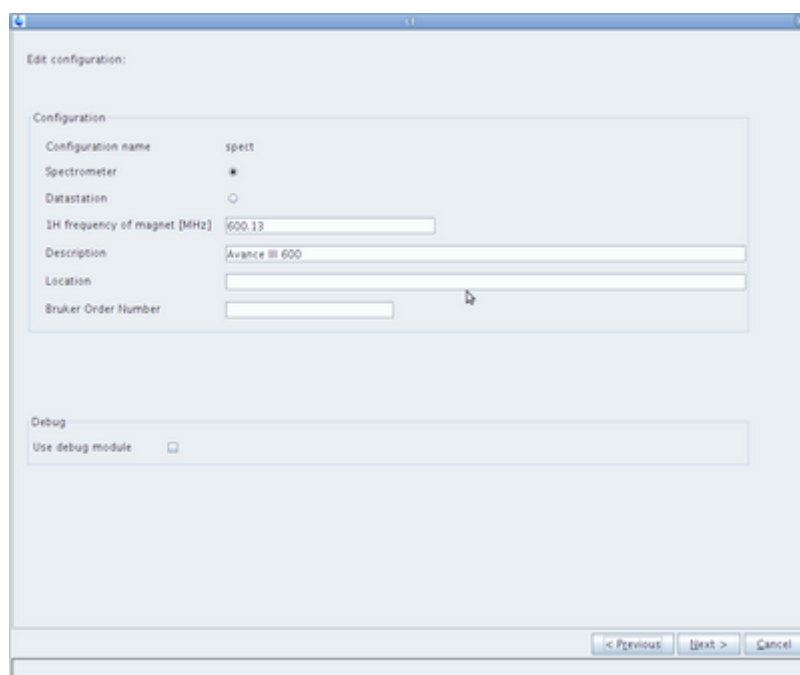 cf
Edit configuration:
Configuration
Configuration name spect
Spectrometer
Datastation
1H frequency of magnet [MHz] 600.13
Description Avance III 600
Location
Bruker Order Number
Debug
Use debug module
< Previous Next > Cancel